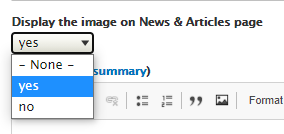 Display the image on News & Articles page
yes
- None -
summary)
yes
no
Format